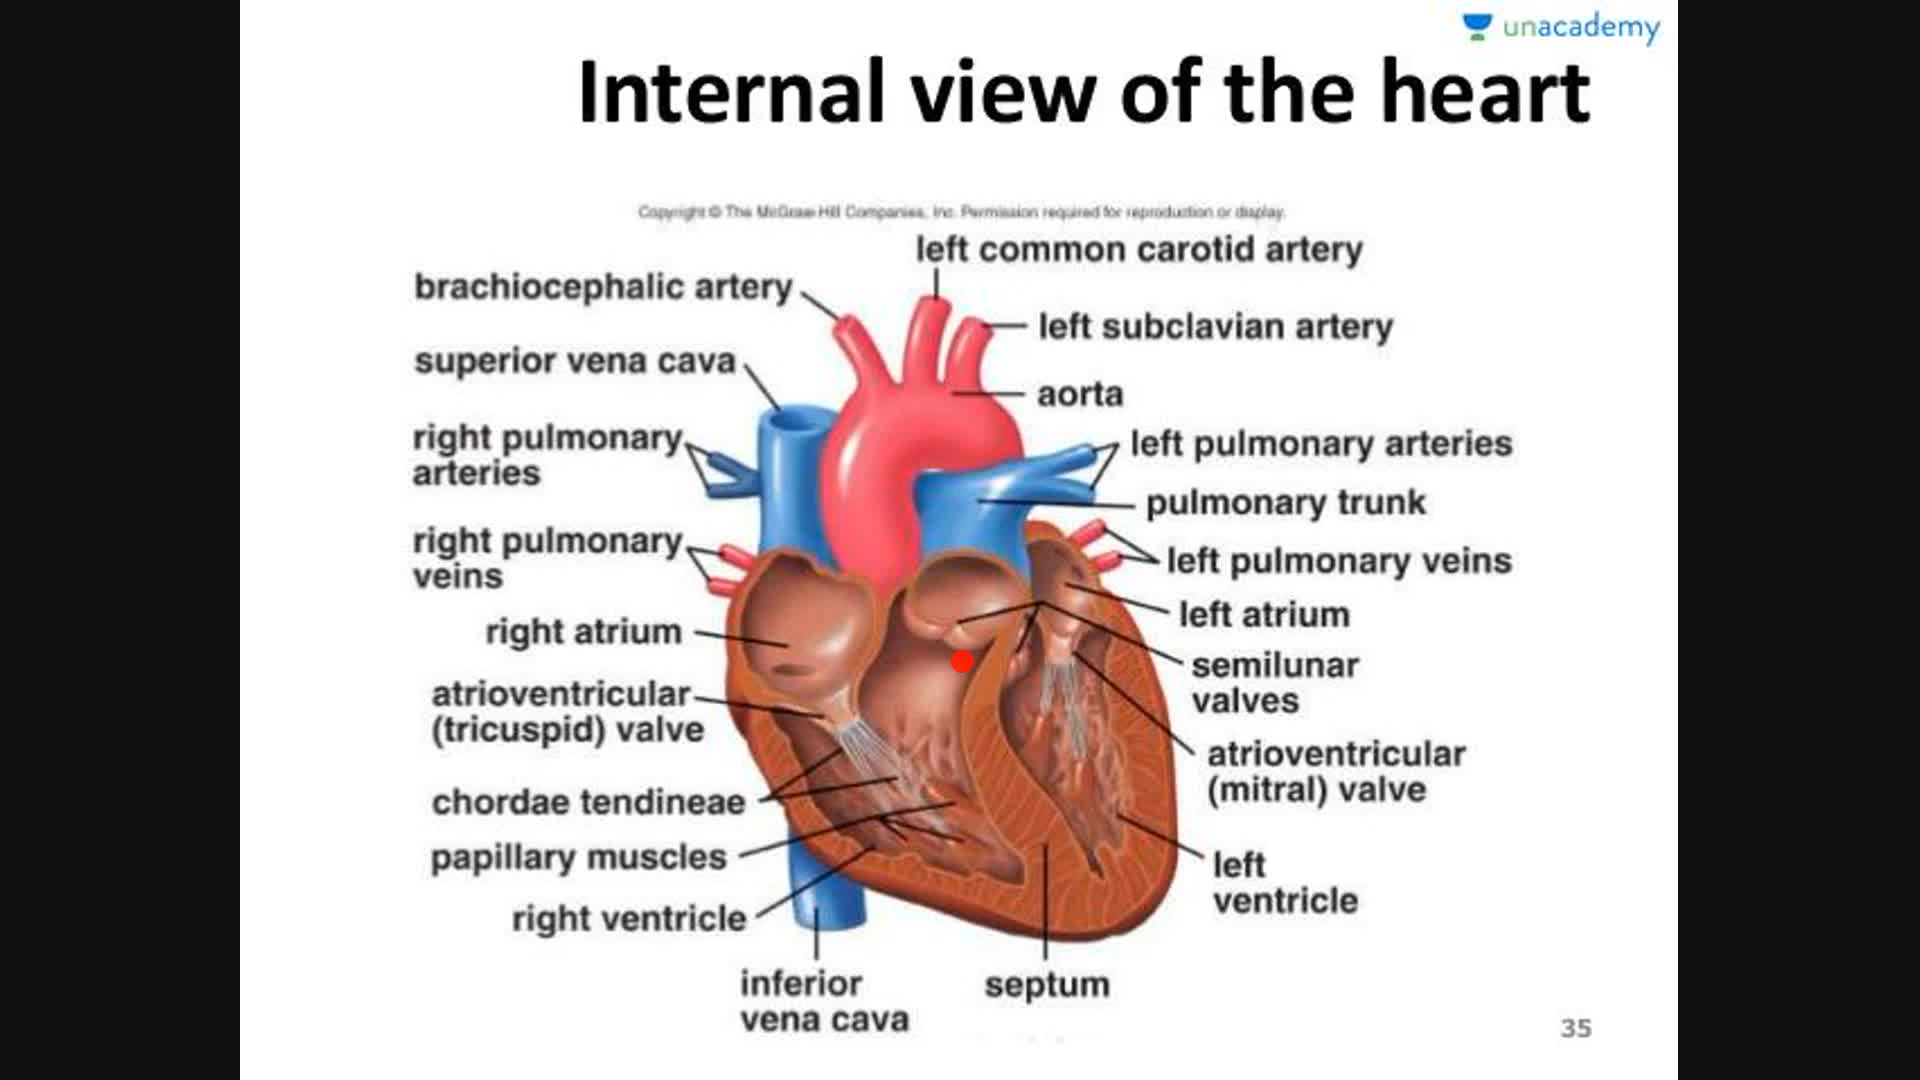 unacademy
Internal view of the heart
Copyright © The McGraw-Hill Companies, Inc. Permission required for reproduction or display.
left common carotid artery
brachiocephalic artery
left subclavian artery
superior vena cava
aorta
right pulmonary
arteries
left pulmonary arteries
pulmonary trunk
right pulmonary
veins
left pulmonary veins
left atrium
right atrium
semilunar
valves
atrioventricular
(tricuspid) valve
atrioventricular
(mitral) valve
chordae tendineae
papillary muscles
left
ventricle
right ventricle
inferior
vena cava
septum
35